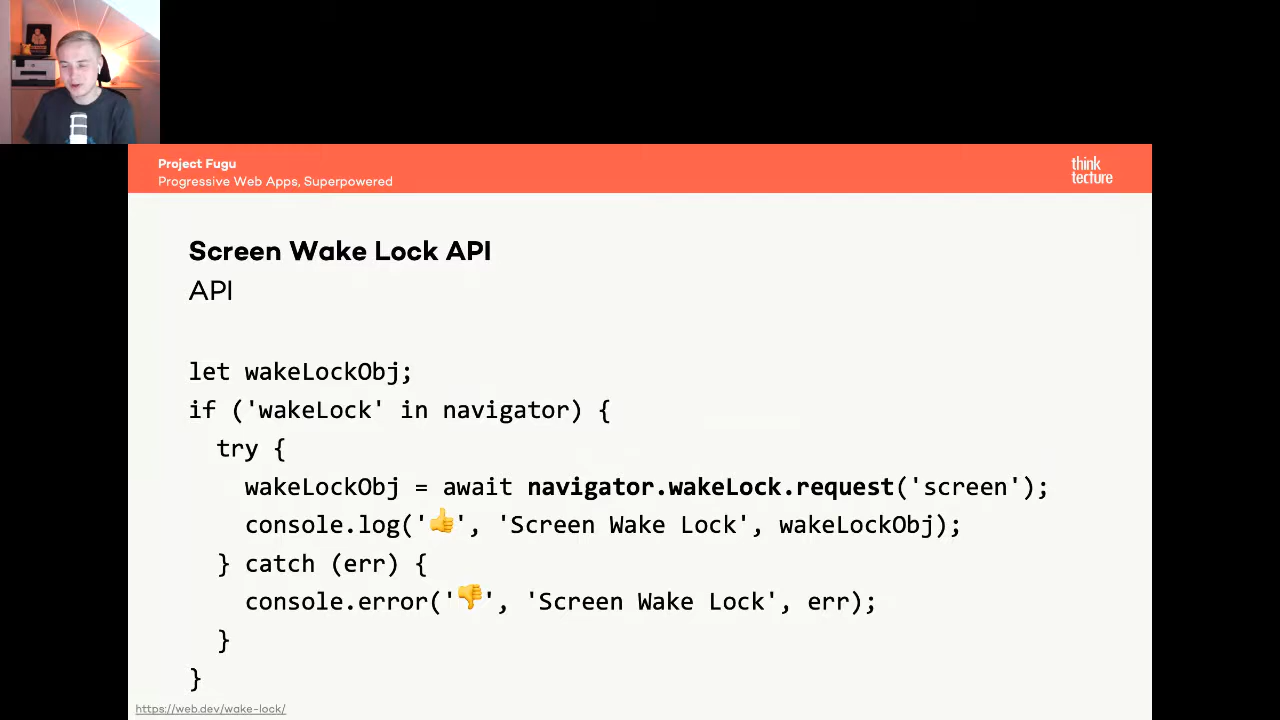 Project Fugu
Progressive Web Apps, Superpowered
think
tecture
Screen Wake Lock API
API
let wakeLockObj;
if ('wakeLock' in navigator) {
try {
wakeLockObj = await navigator.wakeLock.request('screen');
console.log('👍', 'Screen Wake Lock', wakeLockObj);
} catch (err) {
console.error('👎', 'Screen Wake Lock', err);
}
}
https://web.dev/wake-lock/